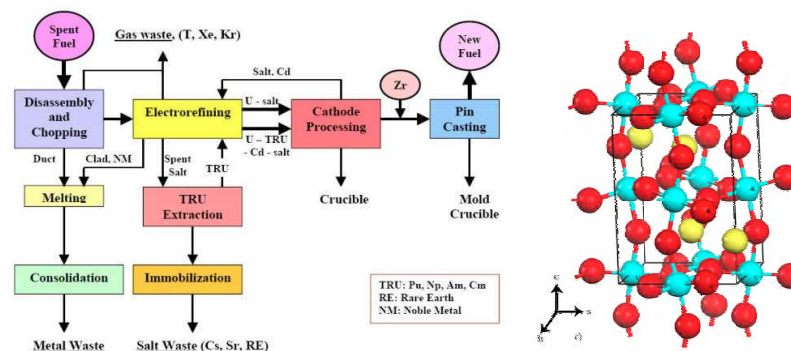 Spent
Fuel
Gas waste, (T, Xe, Kr)
New
Fuel
Salt, Cd
Zr
Disassembly
and
Chopping
Electrorefining
U - salt
Cathode
Processing
Pin
Casting
U – TRU
- Cd - salt
Duct
Clad, NM
Spent
Salt
TRU
Melting
TRU
Extraction
Crucible
Mold
Crucible
Consolidation
Immobilization
TRU: Pu, Np, Am, Cm
RE: Rare Earth
NM: Noble Metal
Metal Waste
Salt Waste (Cs, Sr, RE)
c